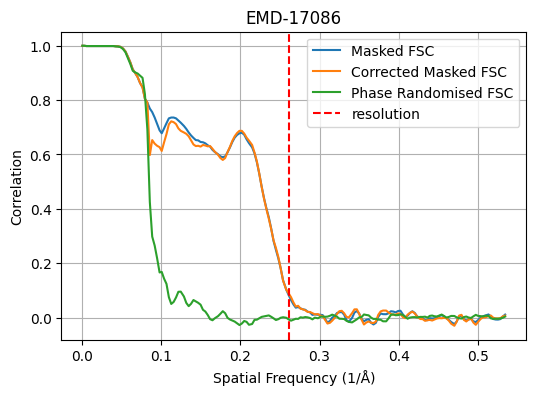 EMD-17086
Masked FSC
Corrected Masked FSC
Phase Randomised FSC
resolution
Correlation
1.0
0.8
0.6
0.4
0.2
0.0
0.0 0.1 0.2 0.3 0.4 0.5
Spatial Frequency (1/Å)